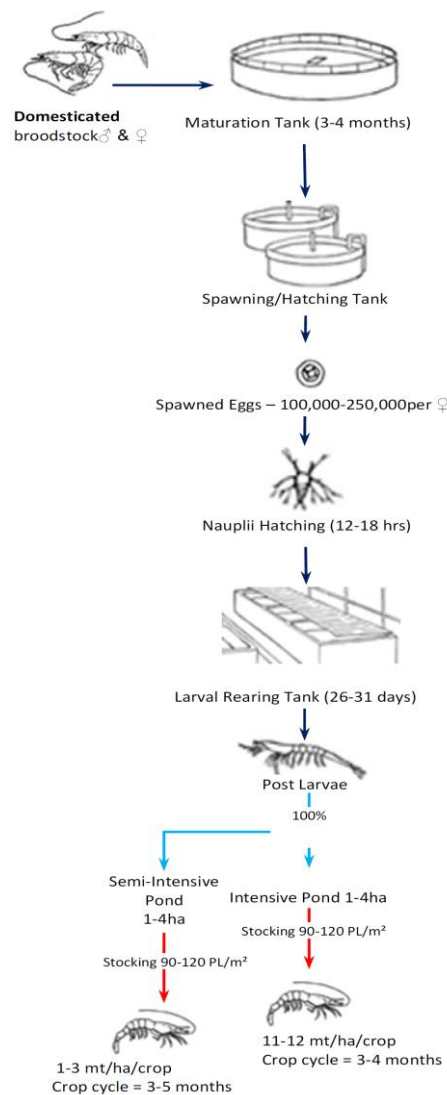 Domesticated
broodstock♂ & ♀
Maturation Tank (3-4 months)
Spawning/Hatching Tank
Spawned Eggs – 100,000-250,000per ♀
Nauplii Hatching (12-18 hrs)
Larval Rearing Tank (26-31 days)
Post Larvae
100%
Semi-Intensive
Pond
1-4ha
Intensive Pond 1-4ha
Stocking 90-120 PL/m²
Stocking 90-120 PL/m²
1-3 mt/ha/crop
Crop cycle = 3-5 months
11-12 mt/ha/crop
Crop cycle = 3-4 months